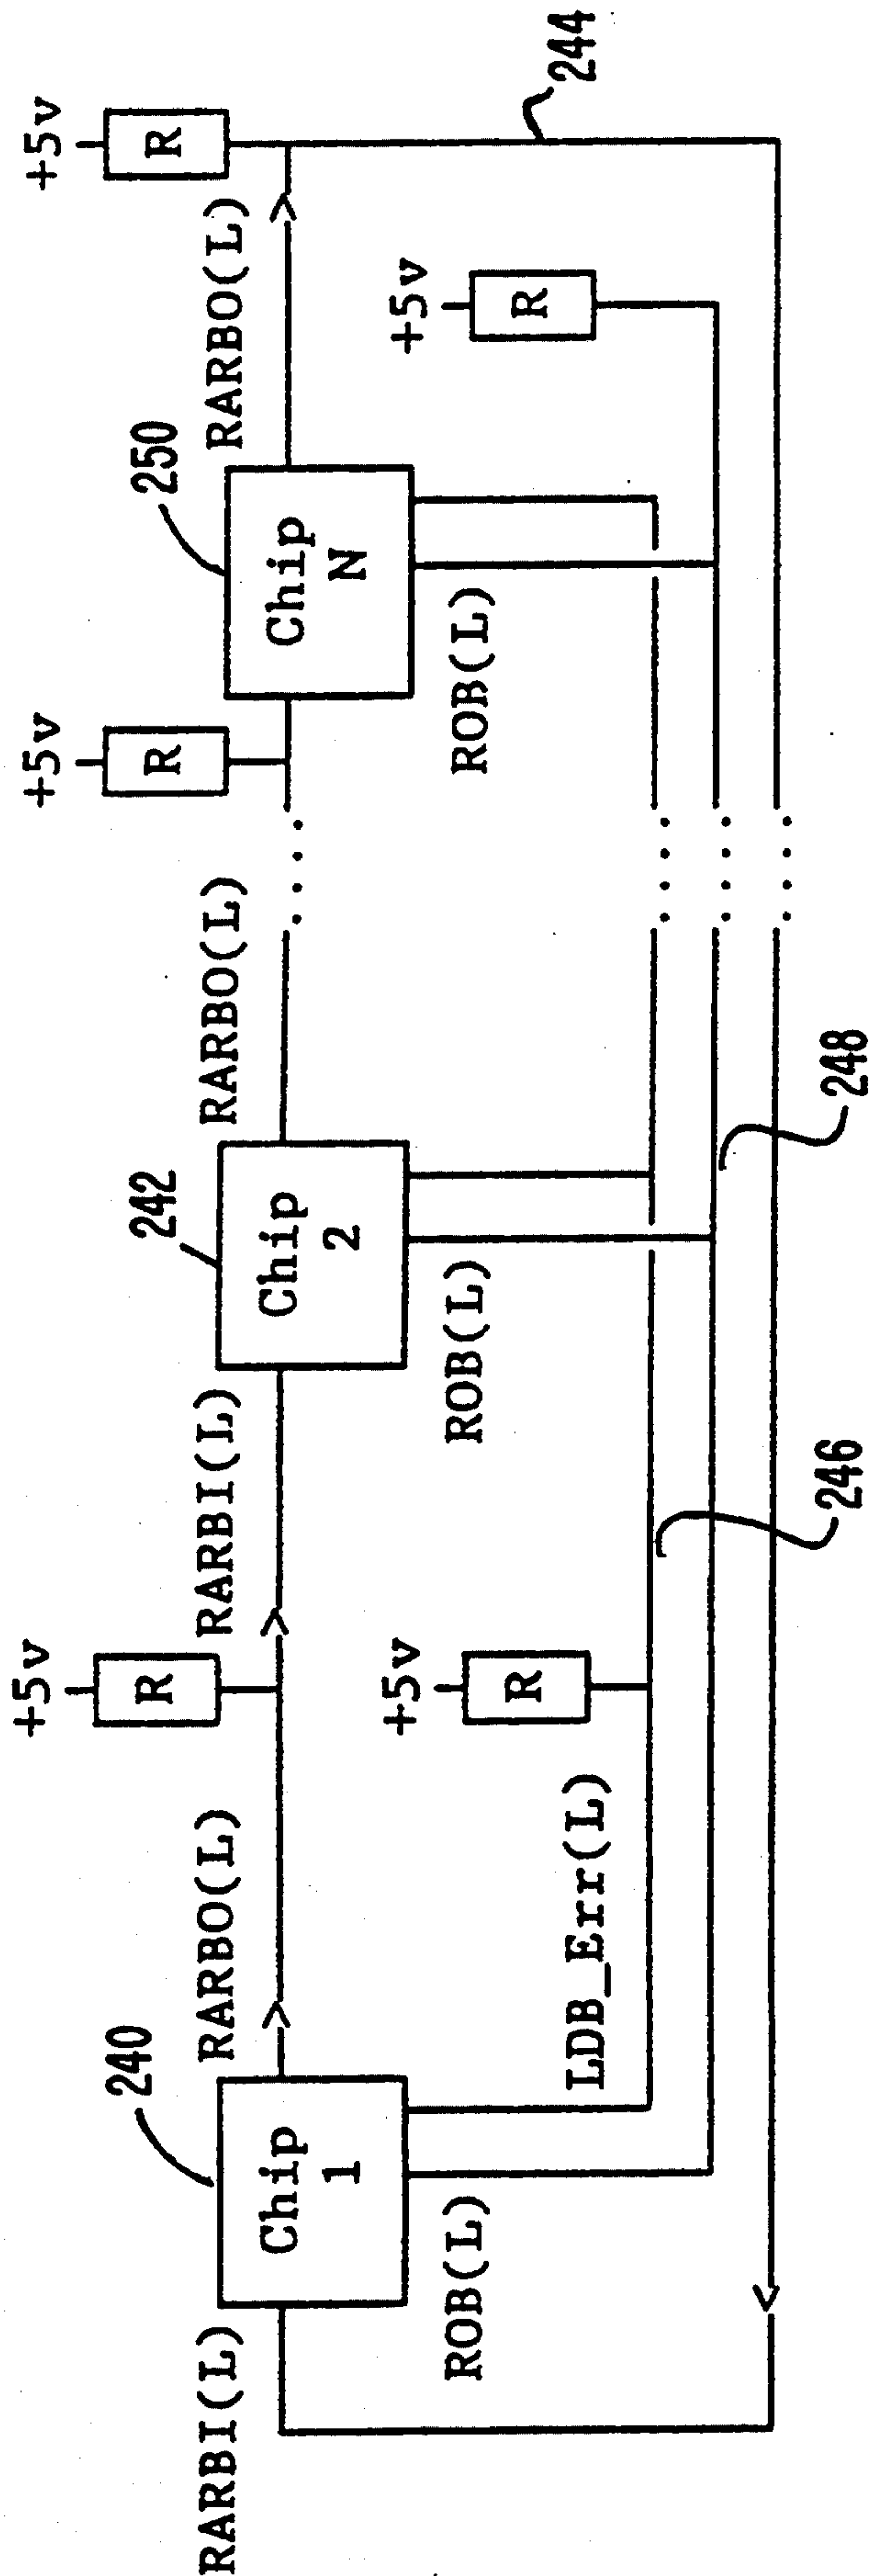 +5v
+5v
+5v
R
R
R
240
242
250
RARBI(L)
RARBO(L)
RARBI(L)
RARBO(L)
RARBO(L)
Chip
1
Chip
2
Chip
N
+5v
+5v
R
R
ROB(L)
ROB(L)
ROB(L)
LDB_Err(L)
244
246
248